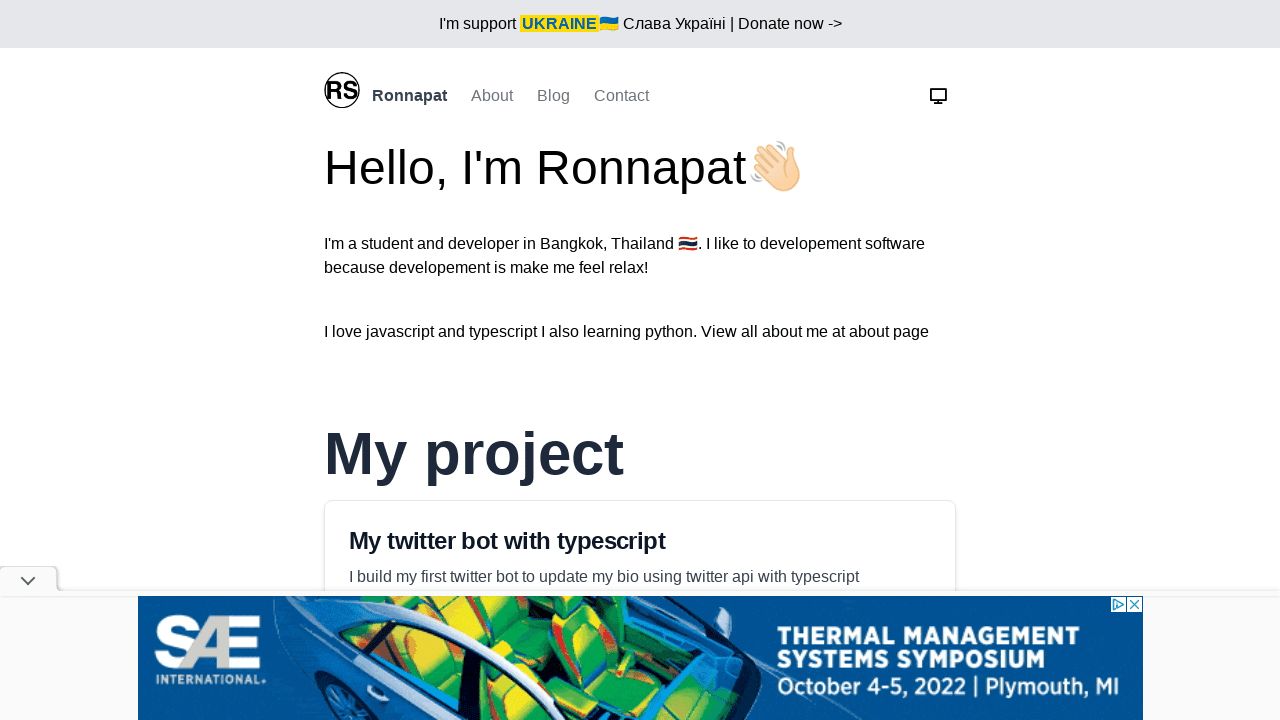 I'm support UKRAINE🇺🇦 Слава Україні | Donate now ->
RS Ronnapat About Blog Contact
Hello, I'm Ronnapat👋🏻
I'm a student and developer in Bangkok, Thailand 🇹🇭. I like to developement software
because developement is make me feel relax!
I love javascript and typescript I also learning python. View all about me at about page
My project
My twitter bot with typescript
I build my first twitter bot to update my bio using twitter api with typescript
SAE
INTERNATIONAL®
THERMAL MANAGEMENT
SYSTEMS SYMPOSIUM
October 4-5, 2022 | Plymouth, MI